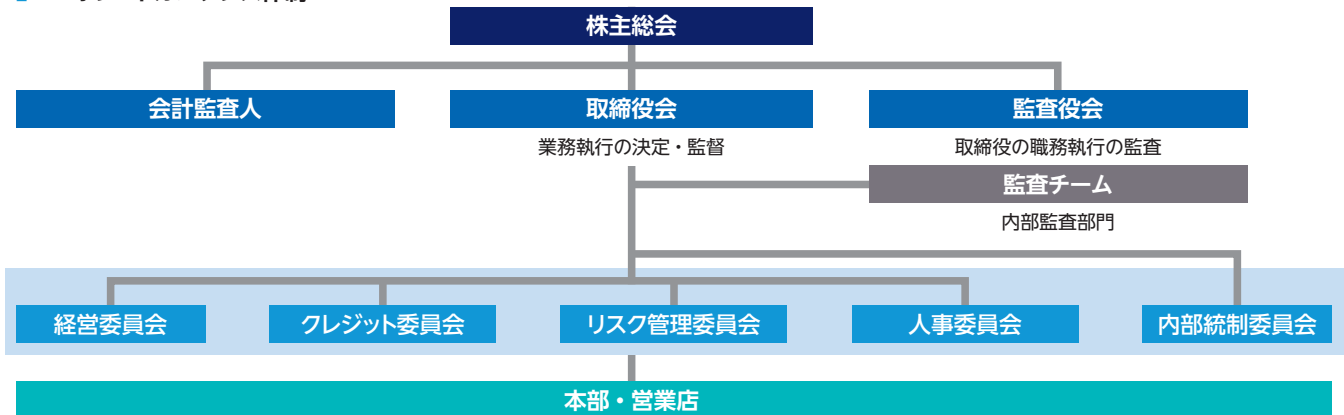 株主総会
会計監査人
取締役会
監査役会
業務執行の決定・監督
取締役の職務執行の監査
監査チーム
内部監査部門
経営委員会
クレジット委員会
リスク管理委員会
人事委員会
内部統制委員会
本部・営業店